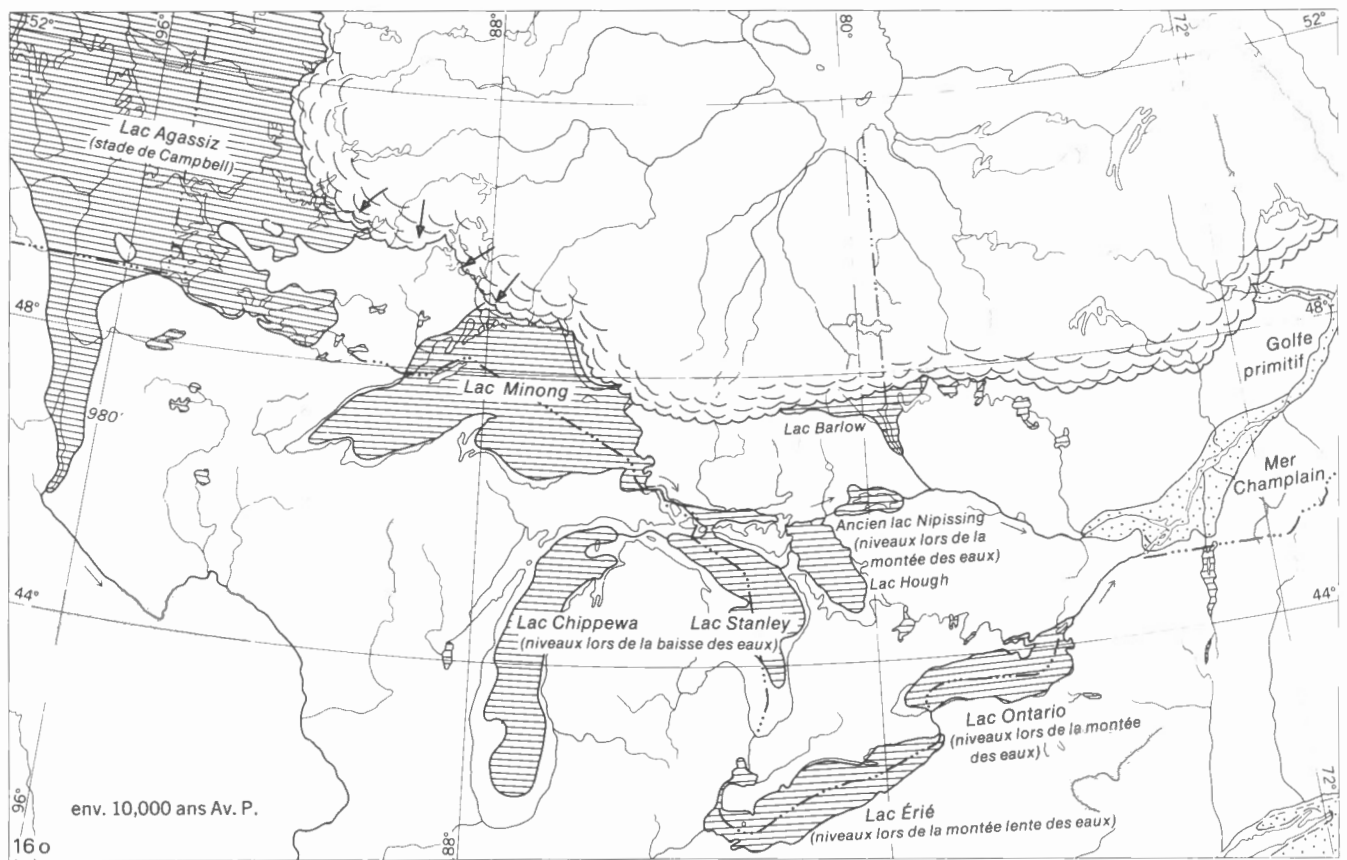 52°
96°
88°
80°
72°
52°
Lac Agassiz
(stade de Campbell)
48°
48°
Golfe
primitif
980'
Lac Minong
Lac Barlow
Mer
Champlain
Ancien lac Nipissing
(niveaux lors de la
montée des eaux)
Lac Hough
44°
44°
Lac Chippewa
Lac Stanley
(niveaux lors de la baisse des eaux)
Lac Ontario
(niveaux lors de la montée
des eaux)
96°
env. 10,000 ans Av. P.
Lac Érié
(niveaux lors de la montée lente des eaux)
72°
88°
16o